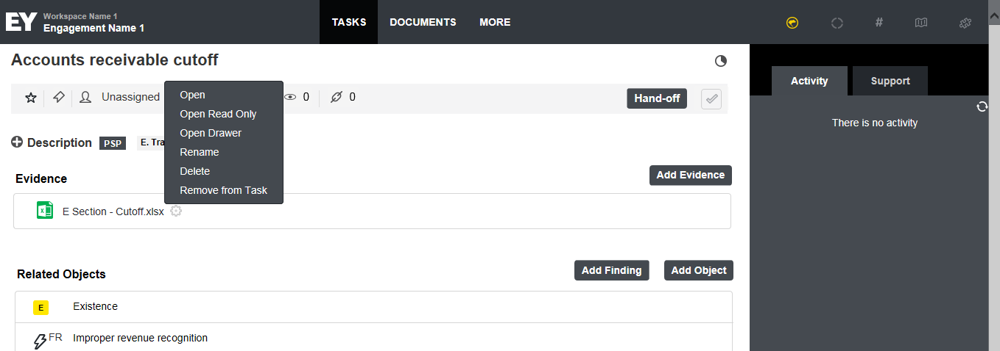 EY
Workspace Name 1
Engagement Name 1
TASKS DOCUMENTS MORE
#
Accounts receivable cutoff
Activity Support
Unassigned
0 0
Hand-off
There is no activity
Open
Open Read Only
Open Drawer
Rename
Delete
Remove from Task
Description PSP E. Tra
Evidence
Add Evidence
E Section - Cutoff.xlsx
Related Objects
Add Finding Add Object
E Existence
FR Improper revenue recognition